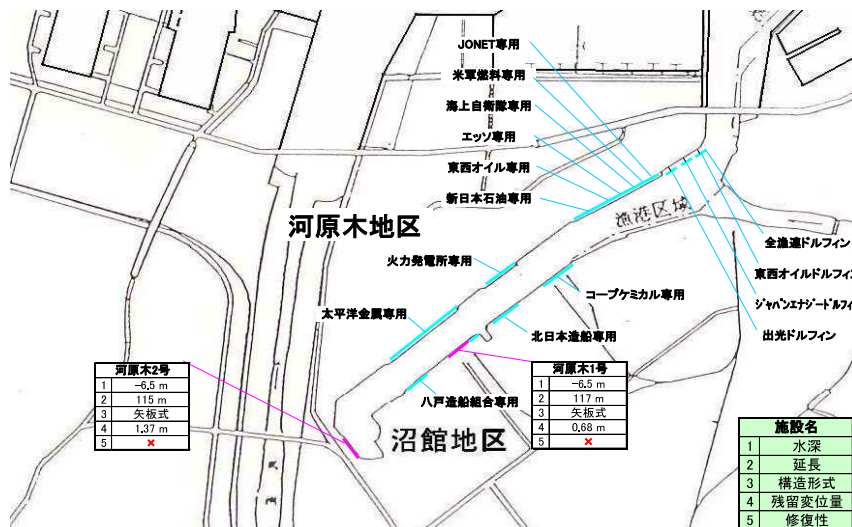 JONET専用
米軍燃料専用
海上自衛隊専用
エッソ専用
東西オイル専用
新日本石油専用
漁港区域
河原木地区
全漁連ドルフィン
火力発電所専用
東西オイルドルフィン
コープケミカル専用
ジャパンエナジードルフィ
太平洋金属専用
北日本造船専用
出光ドルフィン
河原木2号
1 -6.5 m
2 115 m
3 矢板式
4 1.37 m
5 ×
河原木1号
1 -6.5 m
2 117 m
3 矢板式
4 0.68 m
5 ×
八戸造船組合専用
沼館地区
施設名
1 水深
2 延長
3 構造形式
4 残留変位量
5 修復性